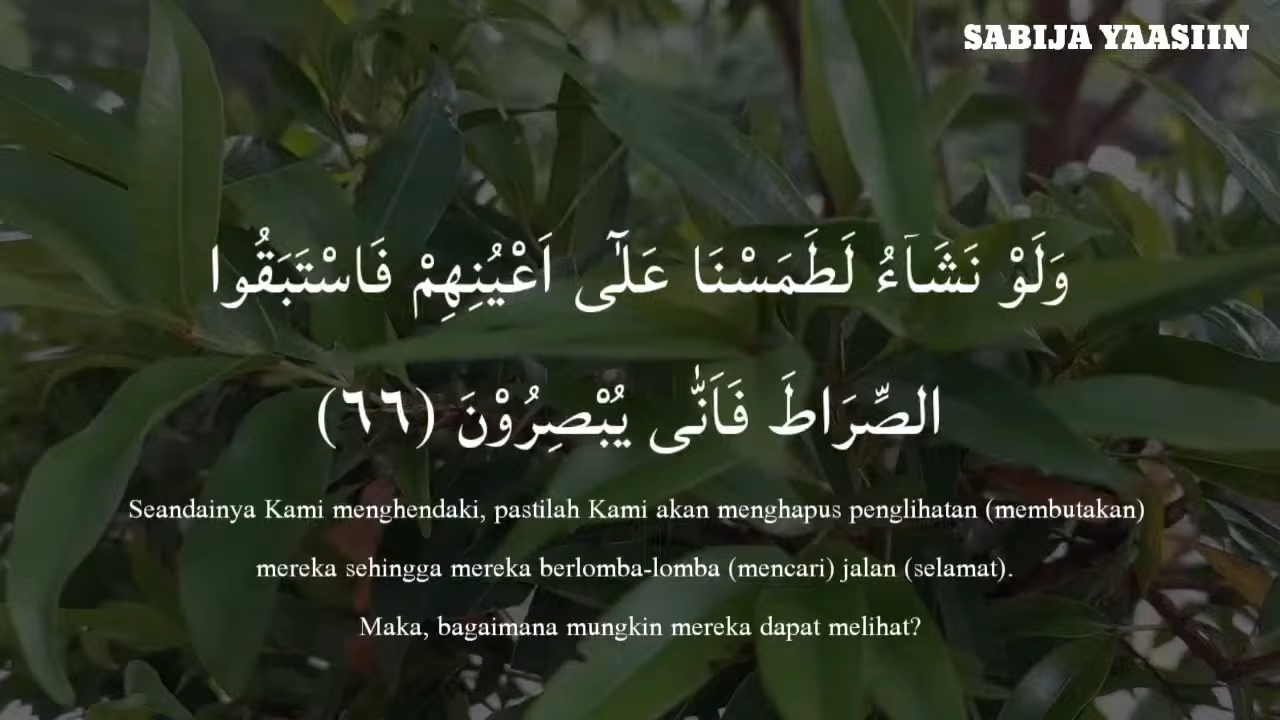 SABIJA YAASIIN
وَلَوْ نَشَاۤءُ لَطَمَسْنَا عَلٰٓى اَعْيُنِهِمْ فَاسْتَبَقُوا
الصِّرَاطَ فَاَنّٰى يُبْصِرُوْنَ (٦٦)
Seandainya Kami menghendaki, pastilah Kami akan menghapus penglihatan (membutakan)
mereka sehingga mereka berlomba-lomba (mencari) jalan (selamat).
Maka, bagaimana mungkin mereka dapat melihat?